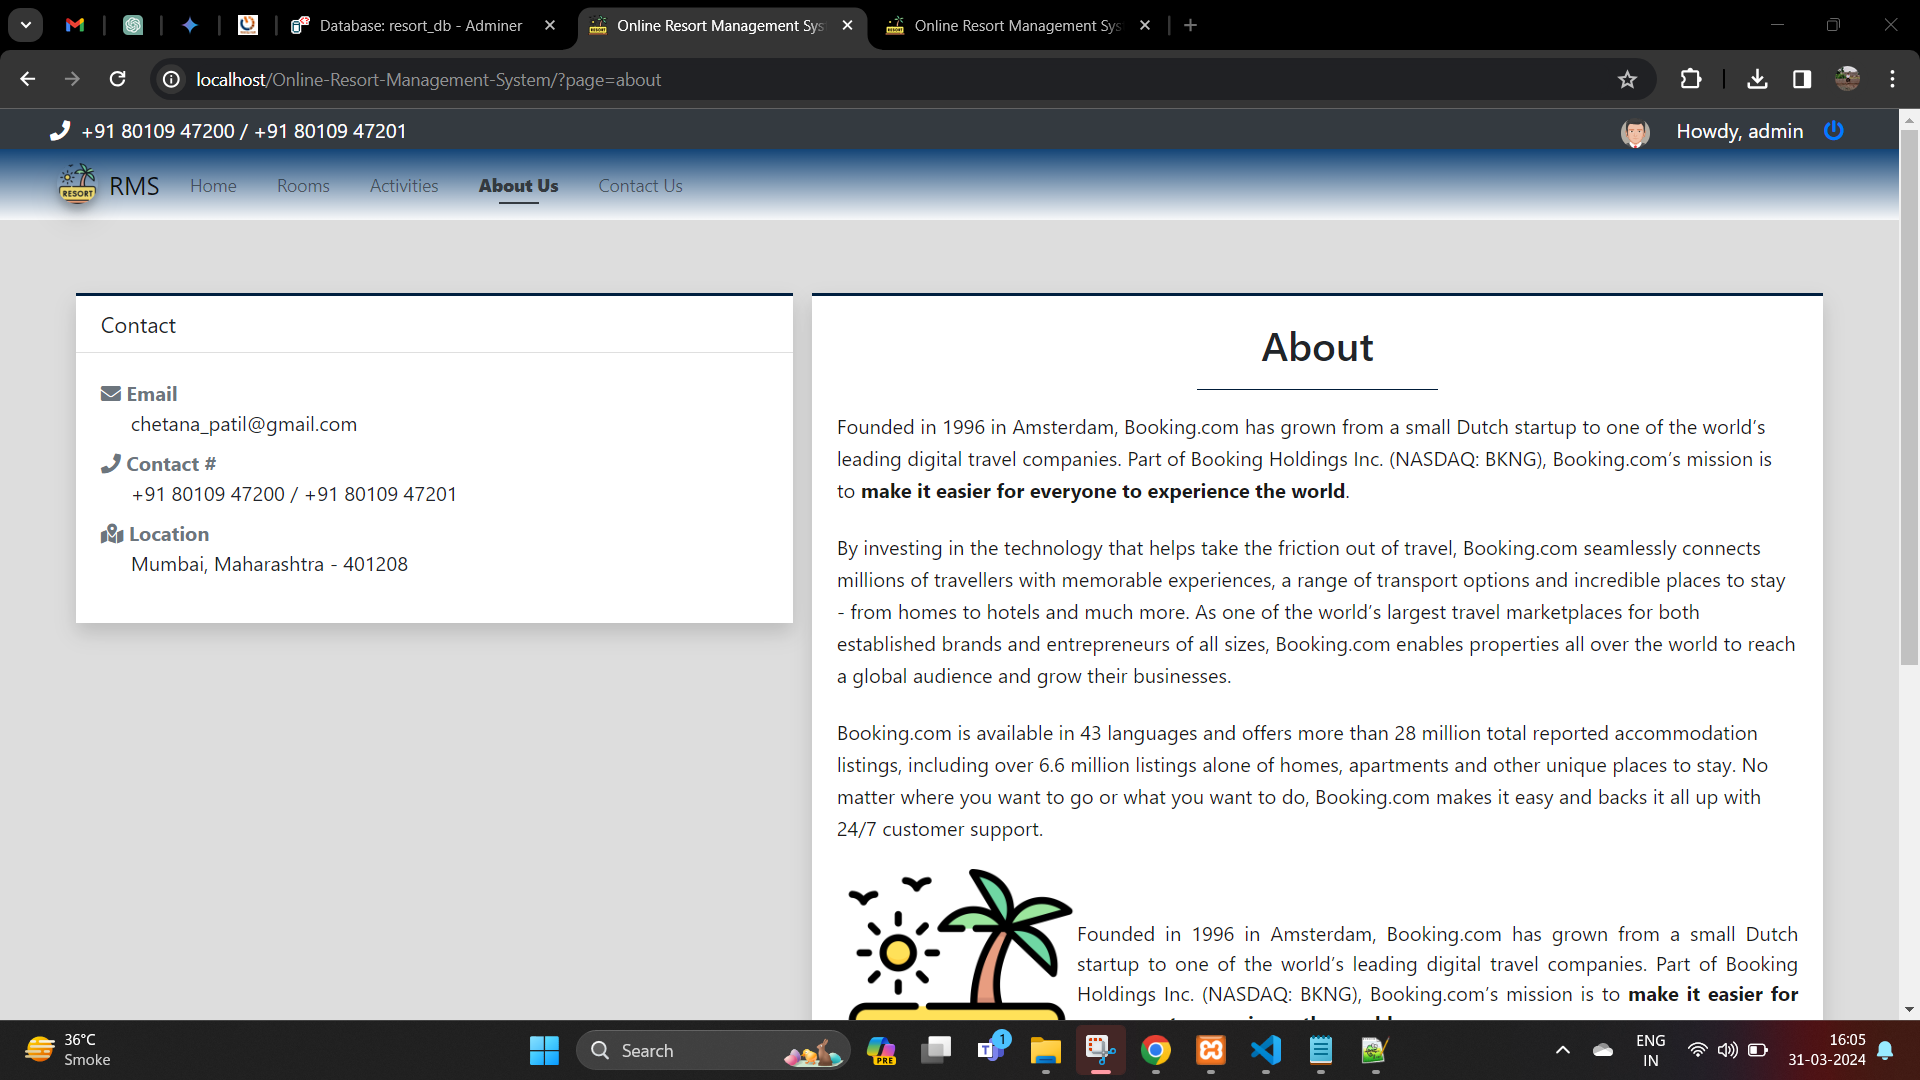 Database: resort_db - Adminer
Online Resort Management Sys
Online Resort Management Sys
localhost/Online-Resort-Management-System/?page=about
+91 80109 47200 / +91 80109 47201
Howdy, admin
RESORT
RMS
Home
Rooms
Activities
About Us
Contact Us
Contact
Email
chetana_patil@gmail.com
Contact #
+91 80109 47200 / +91 80109 47201
Location
Mumbai, Maharashtra - 401208
About
Founded in 1996 in Amsterdam, Booking.com has grown from a small Dutch startup to one of the world’s
leading digital travel companies. Part of Booking Holdings Inc. (NASDAQ: BKNG), Booking.com’s mission is
to make it easier for everyone to experience the world.
By investing in the technology that helps take the friction out of travel, Booking.com seamlessly connects
millions of travellers with memorable experiences, a range of transport options and incredible places to stay
- from homes to hotels and much more. As one of the world’s largest travel marketplaces for both
established brands and entrepreneurs of all sizes, Booking.com enables properties all over the world to reach
a global audience and grow their businesses.
Booking.com is available in 43 languages and offers more than 28 million total reported accommodation
listings, including over 6.6 million listings alone of homes, apartments and other unique places to stay. No
matter where you want to go or what you want to do, Booking.com makes it easy and backs it all up with
24/7 customer support.
Founded in 1996 in Amsterdam, Booking.com has grown from a small Dutch
startup to one of the world’s leading digital travel companies. Part of Booking
Holdings Inc. (NASDAQ: BKNG), Booking.com’s mission is to make it easier for
36°C
Smoke
Search
PRE
1
ENG
IN
16:05
31-03-2024